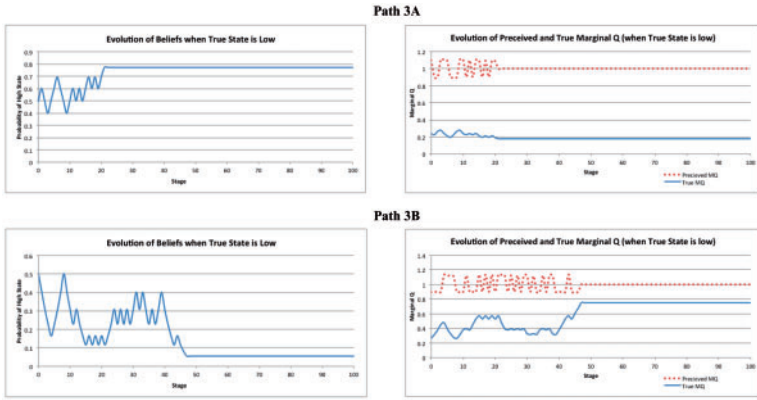 Path 3A
Evolution of Beliefs when True State is Low
Probability of High State
0.9
0.8
0.7
0.6
0.5
0.4
0.3
0.2
0.1
0
0 10 20 30 40 50 60 70 80 90 100
Stage
Evolution of Preceived and True Marginal Q (when True State is low)
Marginal Q
1.2
1
0.8
0.6
0.4
0.2
0
0 10 20 30 40 50 60 70 80 90 100
Stage
Precieved MQ
True MQ
Path 3B
Evolution of Beliefs when True State is Low
Probability of High State
0.6
0.5
0.4
0.3
0.2
0.1
0
0 10 20 30 40 50 60 70 80 90 100
Stage
Evolution of Preceived and True Marginal Q (when True State is low)
Marginal Q
1.4
1.2
1
0.8
0.6
0.4
0.2
0
0 10 20 30 40 50 60 70 80 90 100
Stage
Precieved MQ
True MQ